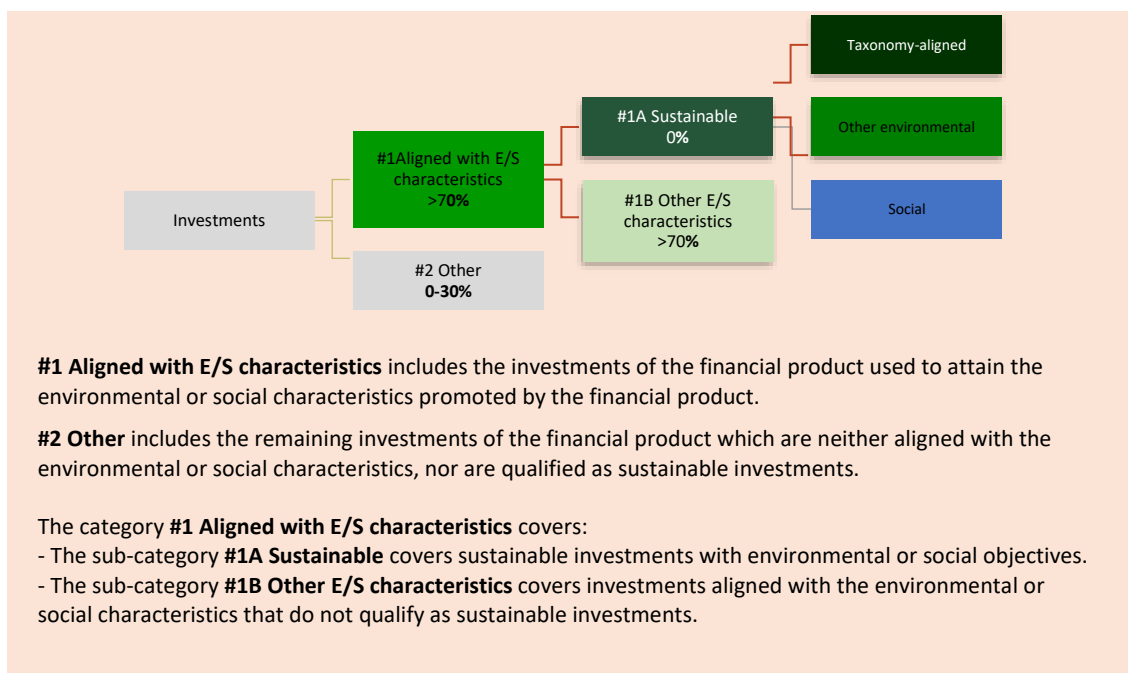 Taxonomy-aligned
#1A Sustainable
0%
Other environmental
#1Aligned with E/S
characteristics
>70%
#1B Other E/S
characteristics
>70%
Social
Investments
#2 Other
0-30%
#1 Aligned with E/S characteristics includes the investments of the financial product used to attain the
environmental or social characteristics promoted by the financial product.
#2 Other includes the remaining investments of the financial product which are neither aligned with the
environmental or social characteristics, nor are qualified as sustainable investments.
The category #1 Aligned with E/S characteristics covers:
- The sub-category #1A Sustainable covers sustainable investments with environmental or social objectives.
- The sub-category #1B Other E/S characteristics covers investments aligned with the environmental or
social characteristics that do not qualify as sustainable investments.